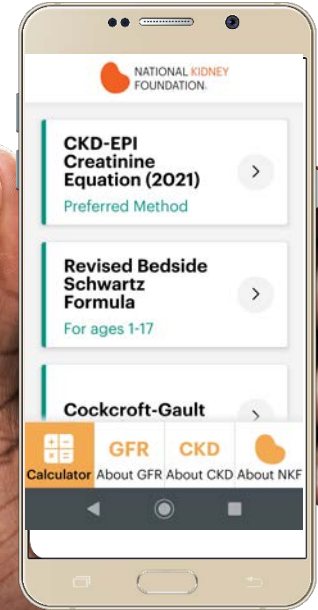 NATIONAL KIDNEY
FOUNDATION.
CKD-EPI
Creatinine
Equation (2021)
Preferred Method
Revised Bedside
Schwartz
Formula
For ages 1-17
Cockcroft-Gault
GFR
CKD
Calculator
About GFR
About CKD
About NKF